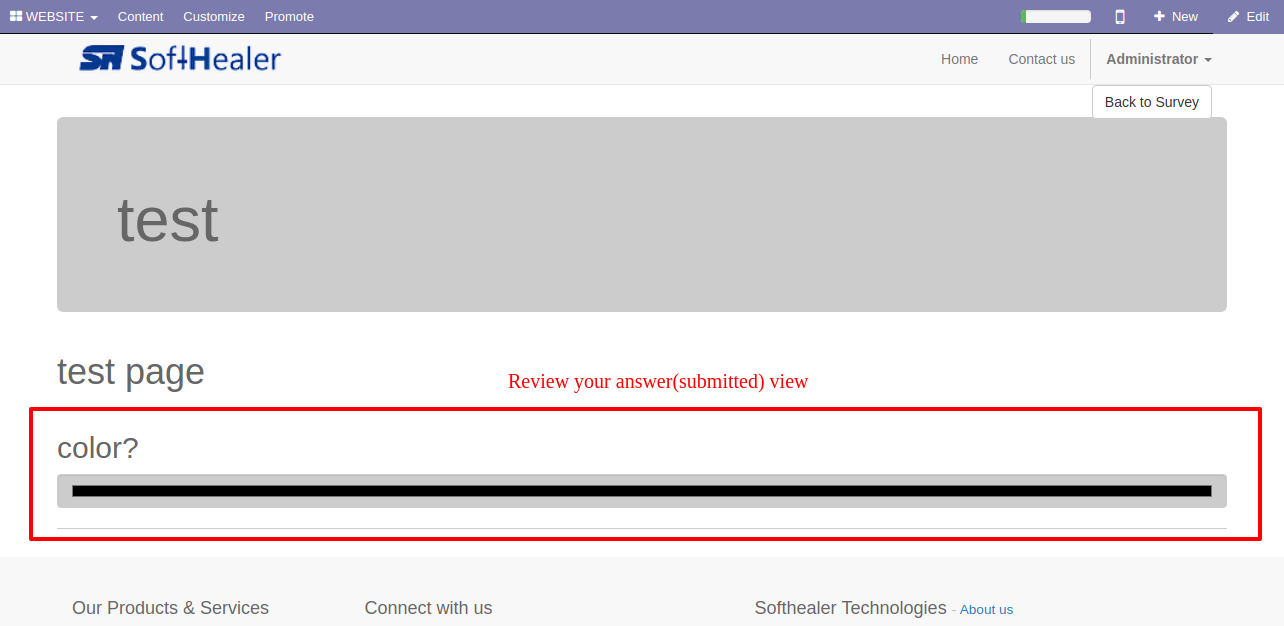 WEBSITE Content Customize Promote New Edit
SoftHealer Home Contact us Administrator
Back to Survey
test
test page
Review your answer(submitted) view
color?
Our Products & Services Connect with us Softhealer Technologies - About us